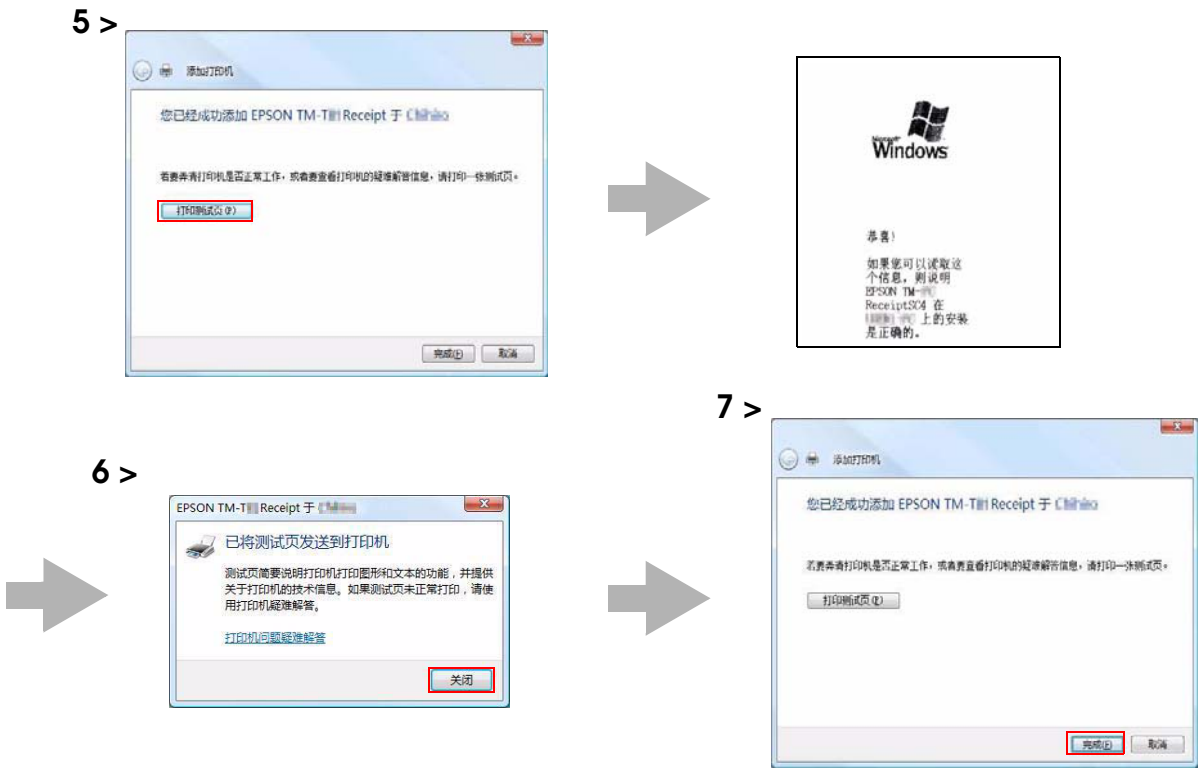 5 >
添加打印机
您已经成功添加 EPSON TM-T Receipt 于
若要弄清打印机是否正常工作，或者要查看打印机的疑难解答信息，请打印一张测试页。
打印测试页(P)
完成(F) 取消
Microsoft
Windows
恭喜！
如果您可以读取这
个信息，则说明
EPSON TM-
ReceiptSC4 在
上的安装
是正确的。
6 >
EPSON TM-T Receipt 于
已将测试页发送到打印机
测试页简要说明打印机打印图形和文本的功能，并提供
关于打印机的技术信息。如果测试页未正常打印，请使
用打印机疑难解答。
打印机问题疑难解答
关闭
7 >
添加打印机
您已经成功添加 EPSON TM-T Receipt 于
若要弄清打印机是否正常工作，或者要查看打印机的疑难解答信息，请打印一张测试页。
打印测试页(P)
完成(F) 取消